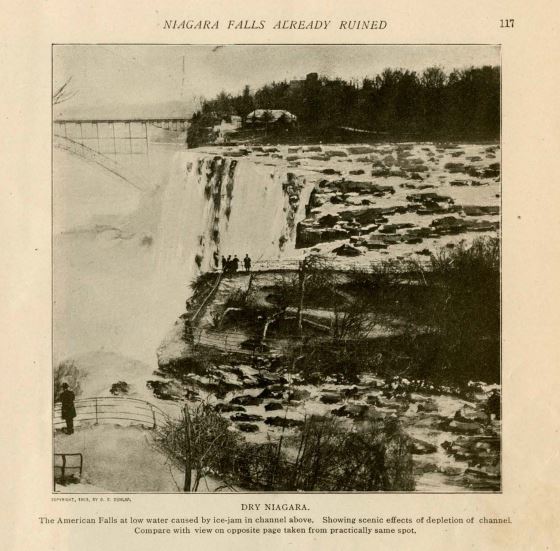 NIAGARA FALLS ALREADY RUINED 117
COPYRIGHT, 1903, BY O. E. DUNLAP.
DRY NIAGARA.
The American Falls at low water caused by ice-jam in channel above. Showing scenic effects of depletion of channel.
Compare with view on opposite page taken from practically same spot.